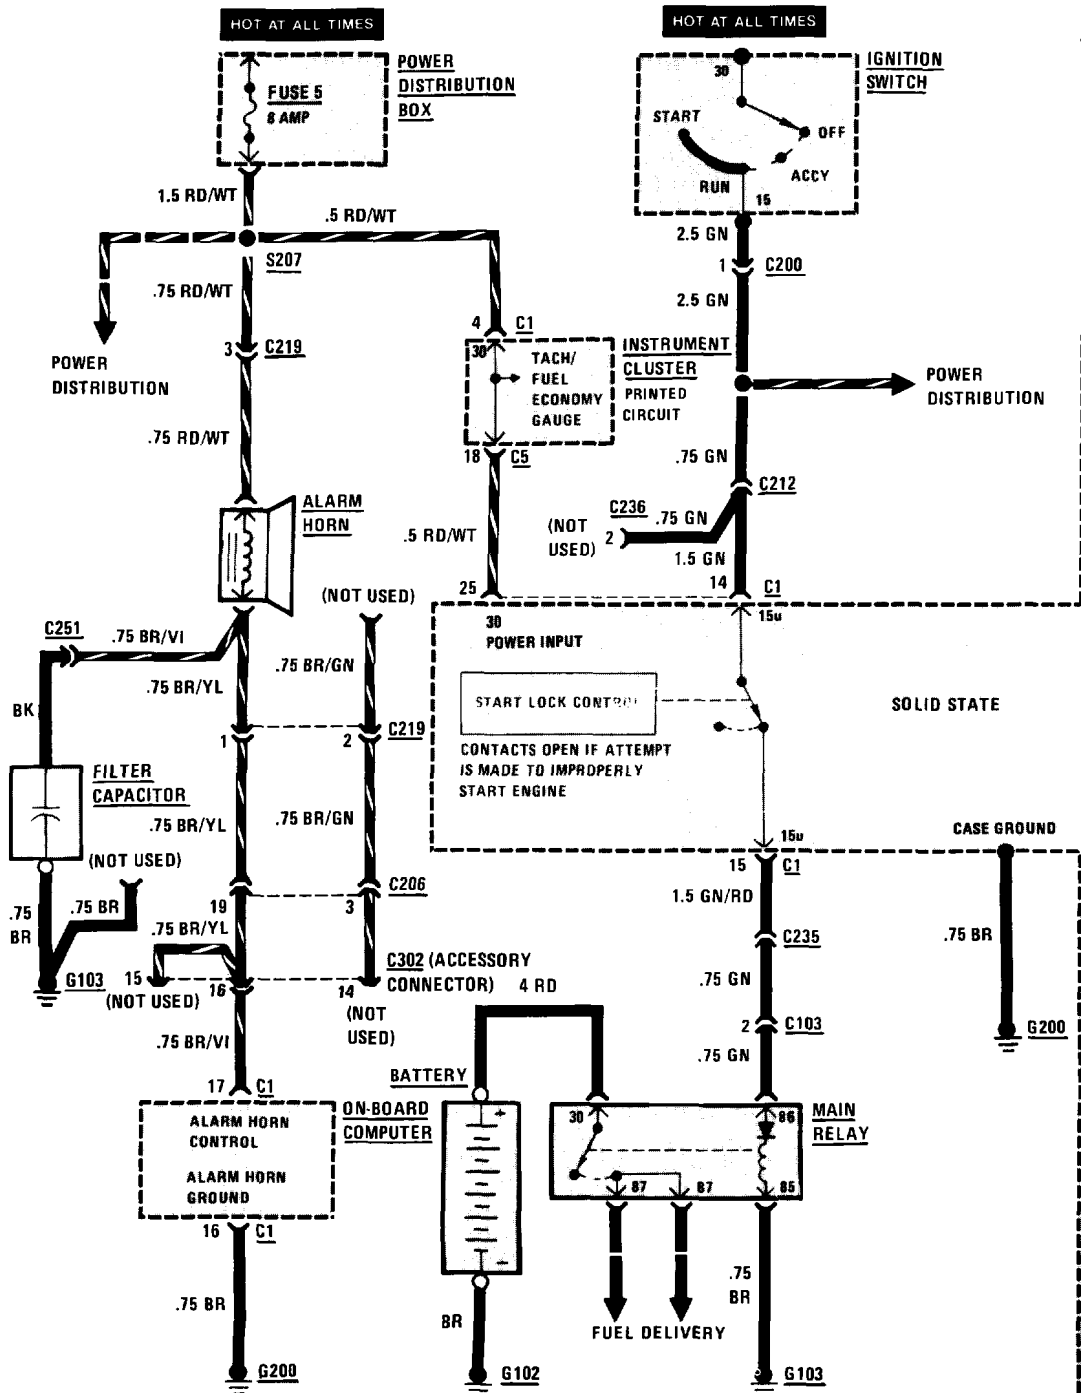 HOT AT ALL TIMES
HOT AT ALL TIMES
FUSE 5
8 AMP
POWER
DISTRIBUTION
BOX
30
START
OFF
ACCY
RUN
15
IGNITION
SWITCH
1.5 RD/WT
.5 RD/WT
S207
.75 RD/WT
3 C219
POWER
DISTRIBUTION
.75 RD/WT
2.5 GN
1 C200
2.5 GN
4 C1
30
TACH/
FUEL
ECONOMY
GAUGE
INSTRUMENT
CLUSTER
PRINTED
CIRCUIT
18 C5
POWER
DISTRIBUTION
.75 GN
C212
C236
.75 GN
(NOT
USED)
2
1.5 GN
.5 RD/WT
ALARM
HORN
25
14 C1
30
POWER INPUT
15u
START LOCK CONTROL
CONTACTS OPEN IF ATTEMPT
IS MADE TO IMPROPERLY
START ENGINE
SOLID STATE
15u
CASE GROUND
(NOT USED)
C251
.75 BR/VI
.75 BR/YL
.75 BR/GN
BK
1
2
C219
FILTER
CAPACITOR
.75 BR/YL
.75 BR/GN
(NOT USED)
.75 BR
.75
BR
19
3
C206
.75 BR/YL
G103
15
(NOT USED)
16
14
(NOT
USED)
C302 (ACCESSORY
CONNECTOR)
4 RD
15 C1
1.5 GN/RD
C235
.75 GN
2 C103
.75 GN
.75 BR
G200
.75 BR/VI
17 C1
ALARM HORN
CONTROL
ALARM HORN
GROUND
ON-BOARD
COMPUTER
16 C1
.75 BR
G200
BATTERY
+
−
BR
G102
30
86
87
87
85
MAIN
RELAY
FUEL DELIVERY
.75
BR
G103